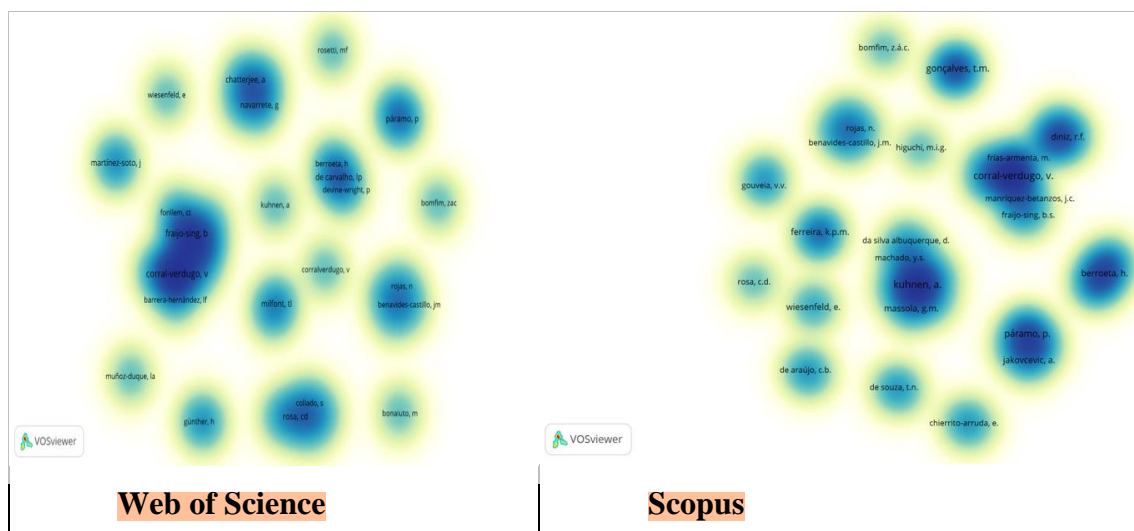 rosetti, mf
chatterjee, a
wiesenfeld, e
navarrete, g
páramo, p
martínez-soto, j
berroeta, h
de carvalho, lp
devine-wright, p
kuhnen, a
bomfim, zac
fraijo-sing, b
corral-verdugo, v
corralverdugo, v
barrera-hernández, lf
milfont, tl
rojas, n
benavides-castillo, jm
muñoz-duque, la
collado, s
rosa, cd
günther, h
bonaiuto, m
VOSviewer
Web of Science
bomfim, z.á.c.
gonçalves, t.m.
rojas, n.
benavides-castillo, j.m.
higuchi, m.i.g.
diniz, r.f.
frías-armenta, m.
corral-verdugo, v.
gouveia, v.v.
manríquez-betanzos, j.c.
fraijo-sing, b.s.
ferreira, k.p.m.
da silva albuquerque, d.
machado, y.s.
berroeta, h.
rosa, c.d.
kuhnen, a.
wiesenfeld, e.
massola, g.m.
páramo, p.
jakovcevic, a.
de araújo, c.b.
de souza, t.n.
chierrito-arruda, e.
VOSviewer
Scopus